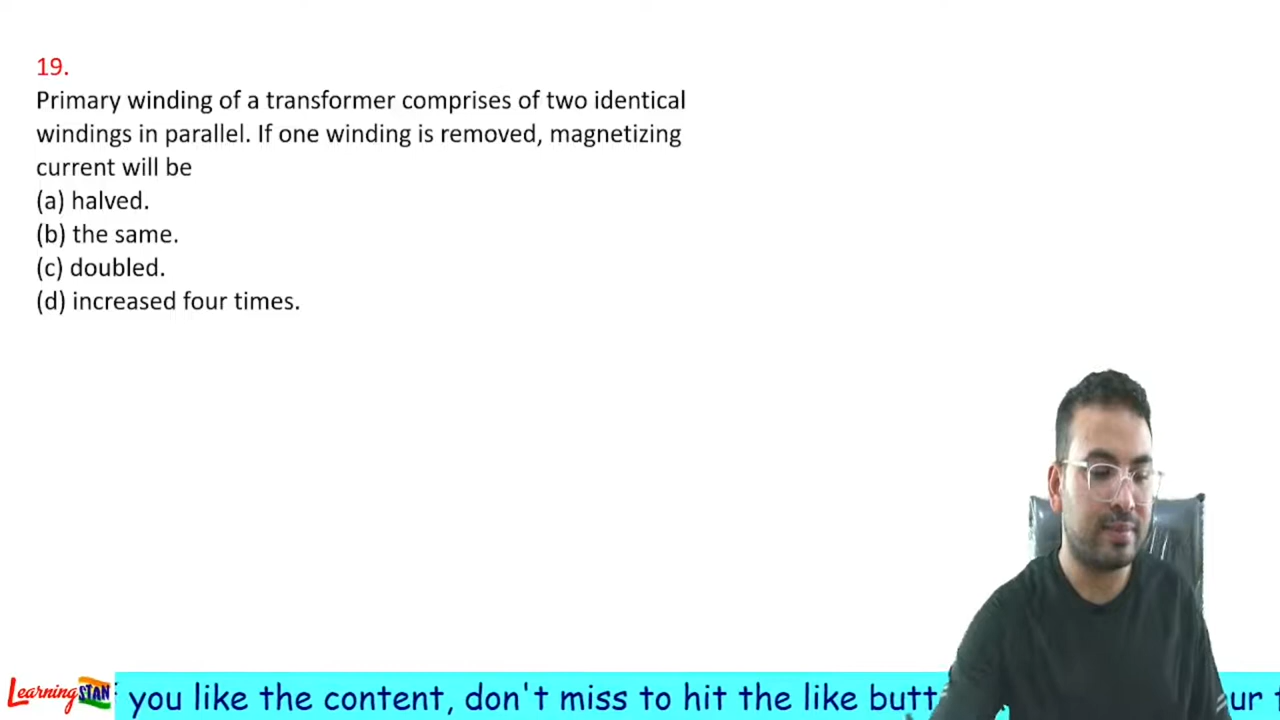 19.
Primary winding of a transformer comprises of two identical
windings in parallel. If one winding is removed, magnetizing
current will be
(a) halved.
(b) the same.
(c) doubled.
(d) increased four times.
LearningSTAN you like the content, don't miss to hit the like butt